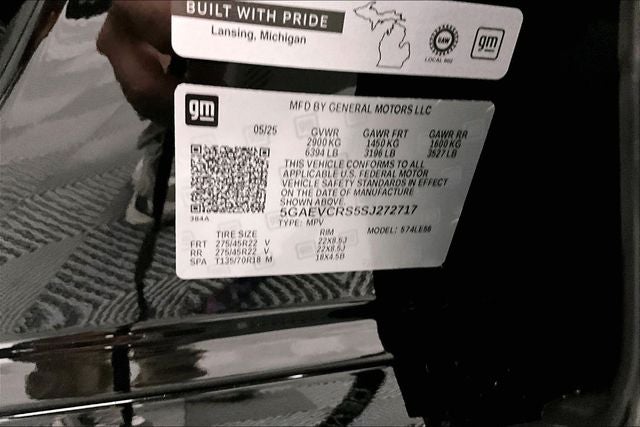 BUILT WITH PRIDE
Lansing, Michigan
UAW
LOCAL 602
gm
gm
MFD BY GENERAL MOTORS LLC
05/25 GVWR GAWR FRT GAWR RR
2900 KG 1450 KG 1600 KG
6394 LB 3196 LB 3527 LB
THIS VEHICLE CONFORMS TO ALL
APPLICABLE U.S. FEDERAL MOTOR
VEHICLE SAFETY STANDARDS IN EFFECT
ON THE DATE OF MANUFACTURE
SHOWN ABOVE.
5GAEVCRS5SJ272717
TYPE: MPV MODEL: 574LE56
TIRE SIZE RIM
FRT 275/45R22 V 22X8.5J
RR 275/45R22 V 22X8.5J
SPA T135/70R18 M 18X4.5B